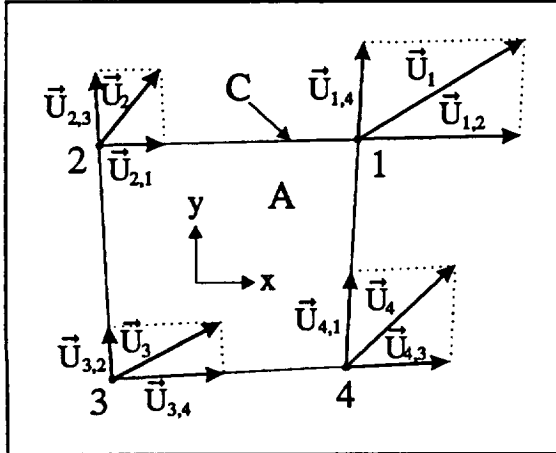 U⃗₂
U⃗₂,₃
2
U⃗₂,₁
C
U⃗₁,₄
U⃗₁
U⃗₁,₂
1
A
y
x
U⃗₃,₂
U⃗₃
3
U⃗₃,₄
U⃗₄,₁
U⃗₄
U⃗₄,₃
4